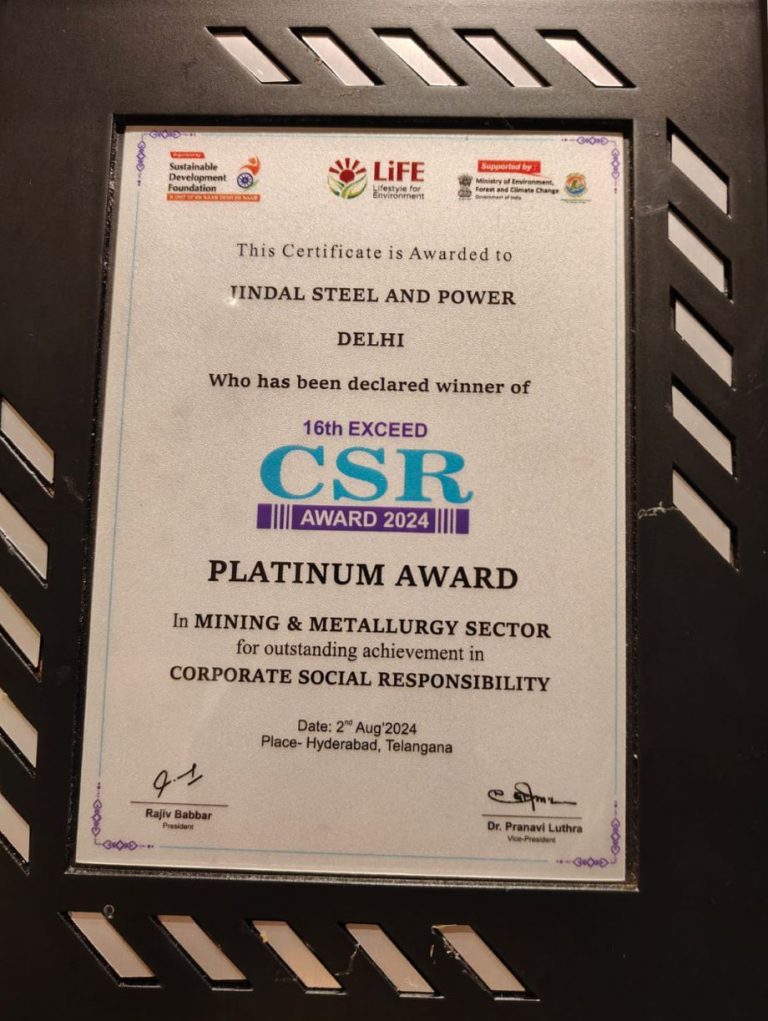 Organised by
Sustainable
Development
Foundation
LiFE
Lifestyle for
Environment
Supported by :
Ministry of Environment,
Forest and Climate Change
Government of India
This Certificate is Awarded to
JINDAL STEEL AND POWER
DELHI
Who has been declared winner of
16th EXCEED
CSR
AWARD 2024
PLATINUM AWARD
In MINING & METALLURGY SECTOR
for outstanding achievement in
CORPORATE SOCIAL RESPONSIBILITY
Date: 2nd Aug'2024
Place- Hyderabad, Telangana
Rajiv Babbar
President
Dr. Pranavi Luthra
Vice-President